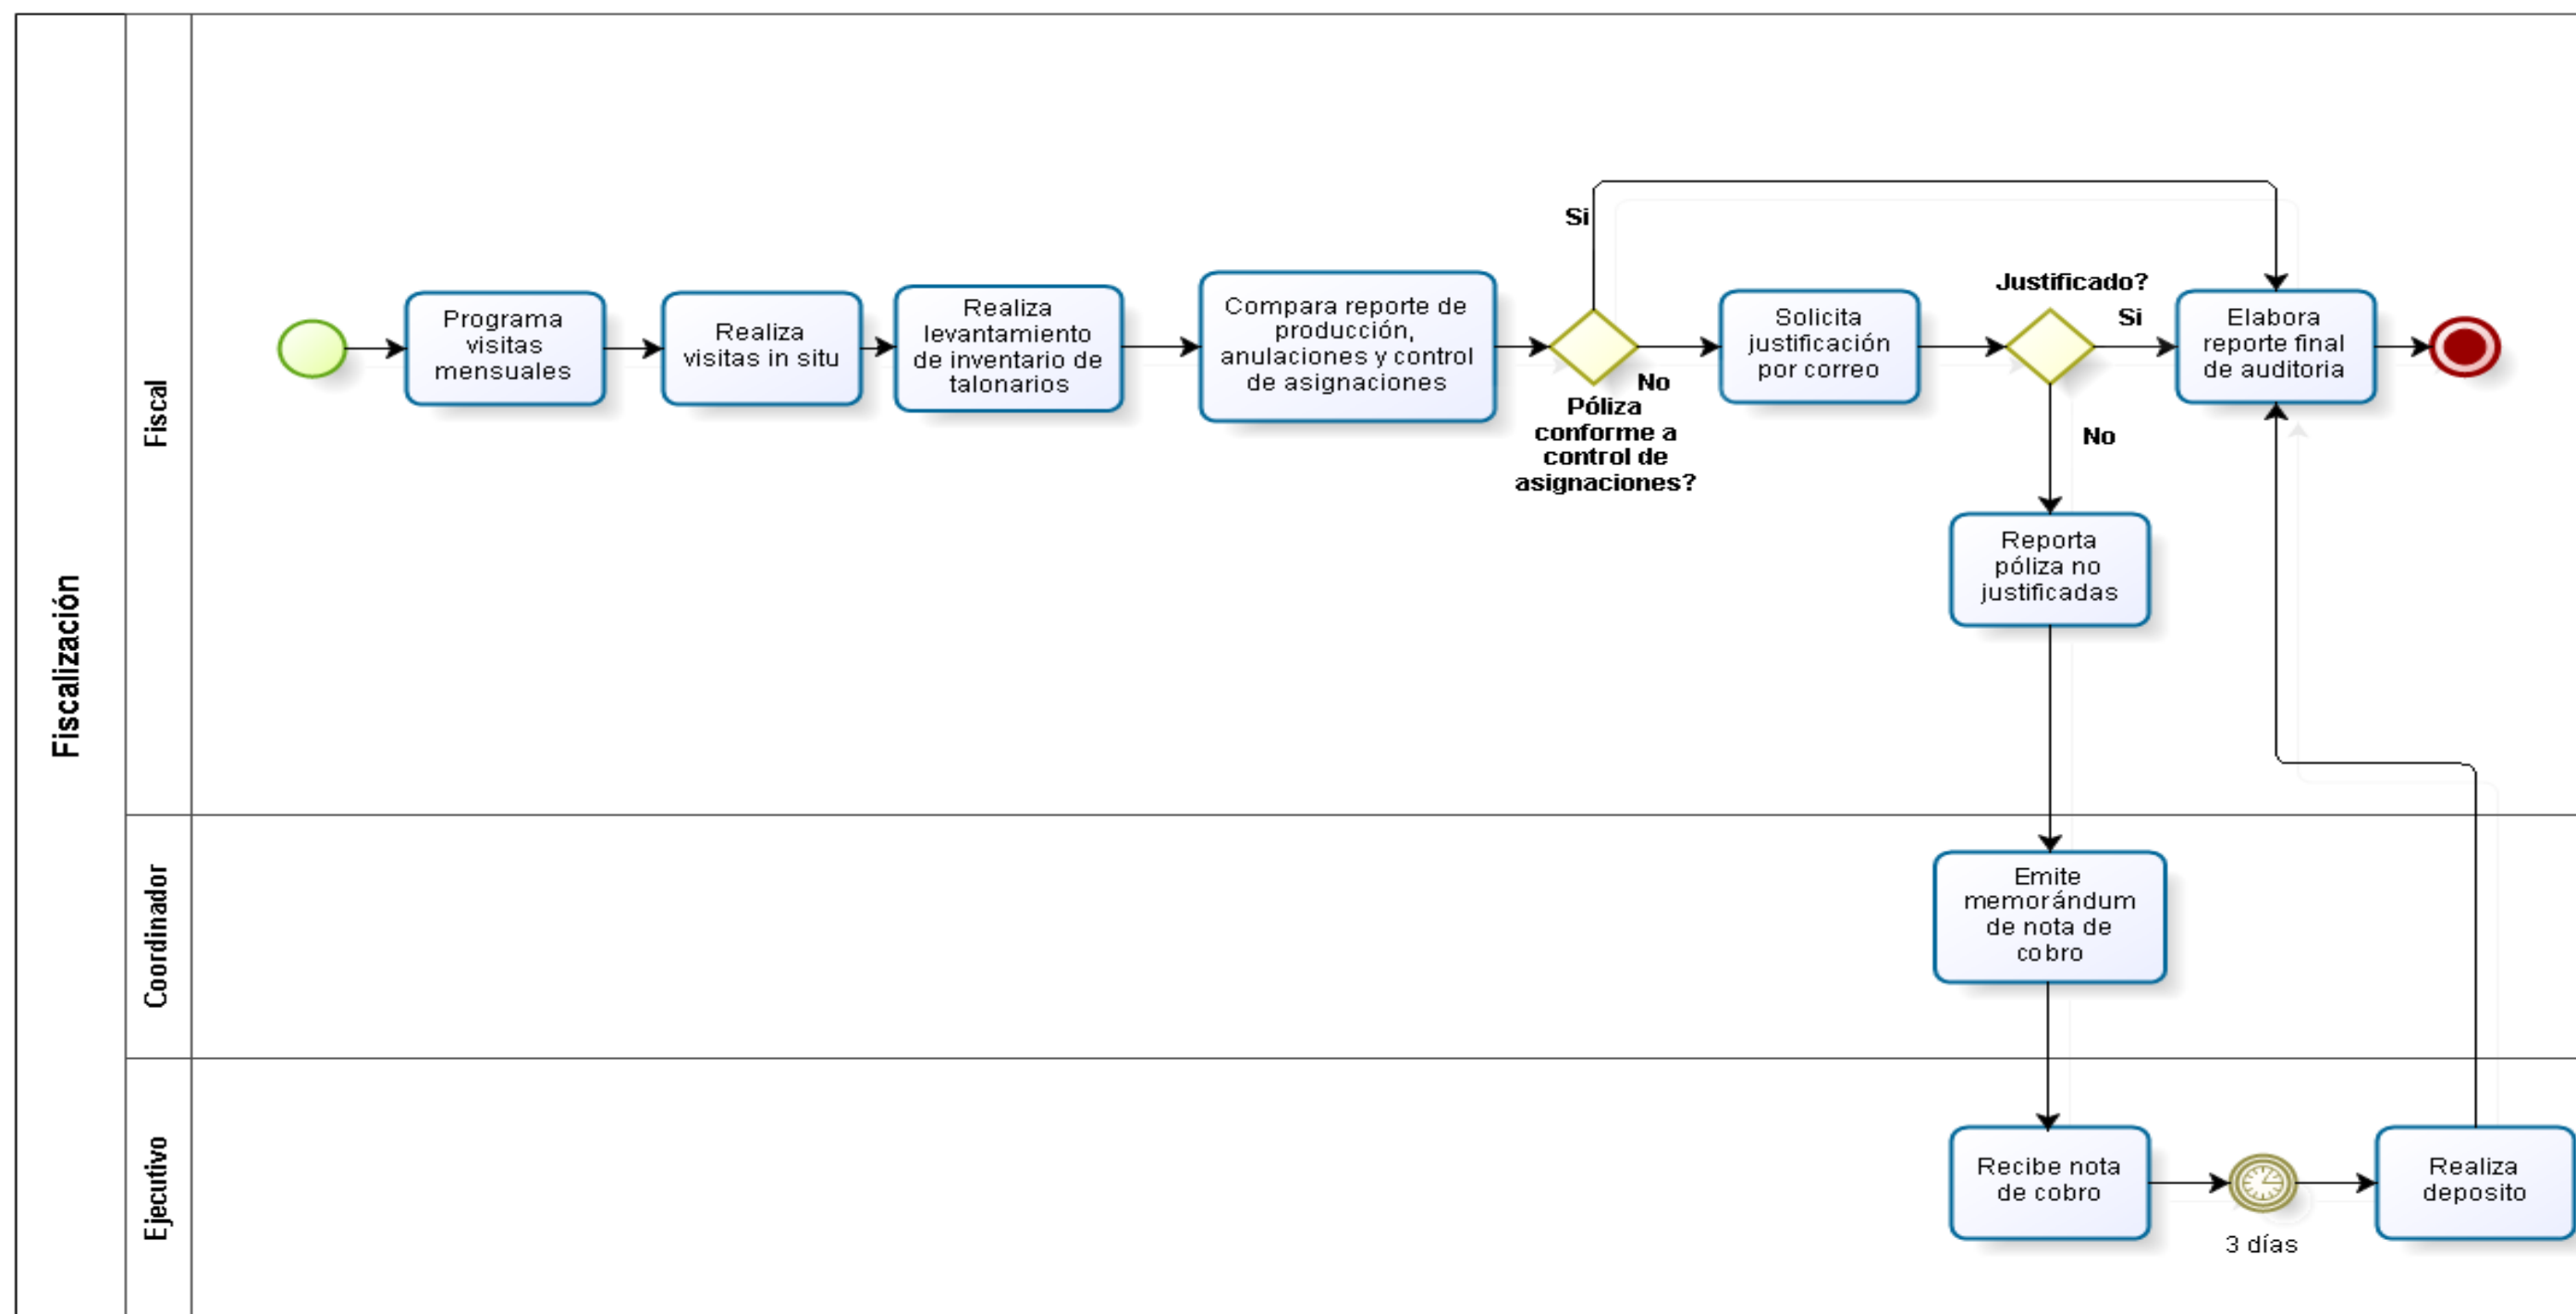 Fiscalización
Fiscal
Programa
visitas
mensuales
Realiza
visitas in situ
Realiza
levantamiento
de inventario de
talonarios
Compara reporte de
producción,
anulaciones y control
de asignaciones
Si
No
Póliza
conforme a
control de
asignaciones?
Solicita
justificación
por correo
Justificado?
Si
No
Elabora
reporte final
de auditoria
Reporta
póliza no
justificadas
Coordinador
Emite
memorándum
de nota de
cobro
Ejecutivo
Recibe nota
de cobro
3 días
Realiza
deposito